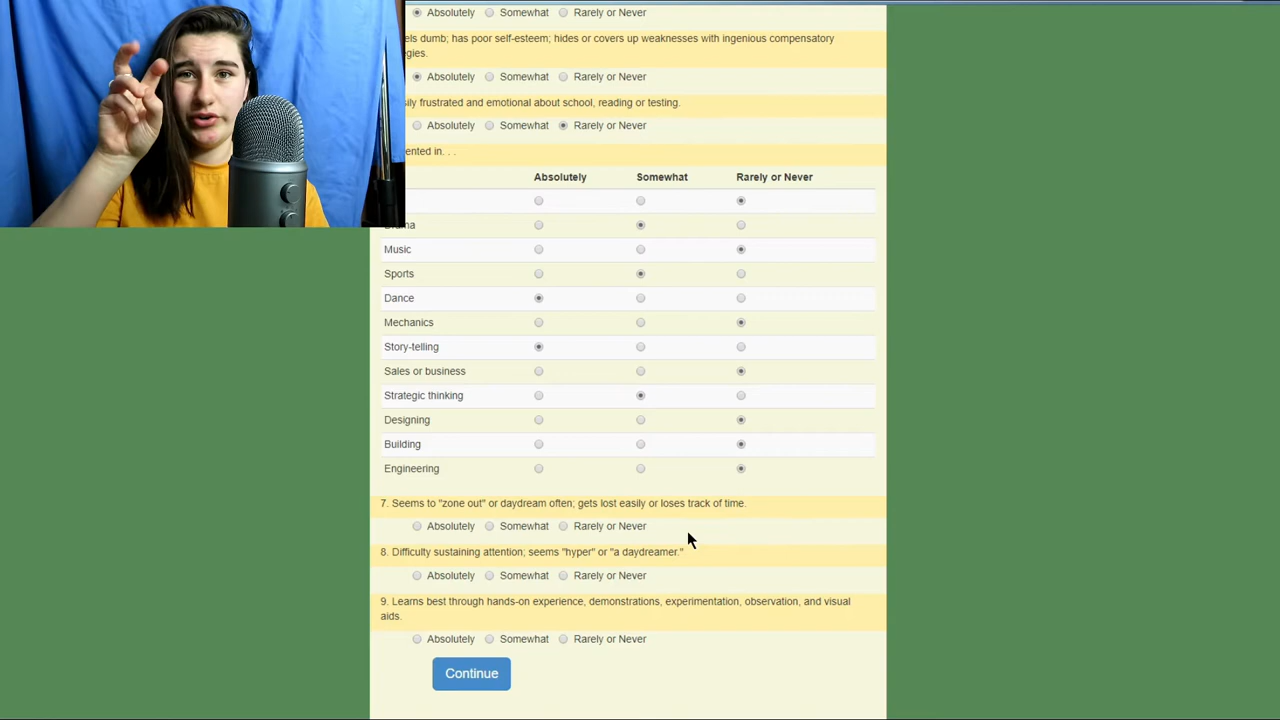 Absolutely Somewhat Rarely or Never
dumb; has poor self-esteem; hides or covers up weaknesses with ingenious compensatory
Absolutely Somewhat Rarely or Never
frustrated and emotional about school, reading or testing.
Absolutely Somewhat Rarely or Never
in. . .
Absolutely Somewhat Rarely or Never
Music
Sports
Dance
Mechanics
Story-telling
Sales or business
Strategic thinking
Designing
Building
Engineering
7. Seems to "zone out" or daydream often; gets lost easily or loses track of time.
Absolutely Somewhat Rarely or Never
8. Difficulty sustaining attention; seems "hyper" or "a daydreamer."
Absolutely Somewhat Rarely or Never
9. Learns best through hands-on experience, demonstrations, experimentation, observation, and visual
aids.
Absolutely Somewhat Rarely or Never
Continue